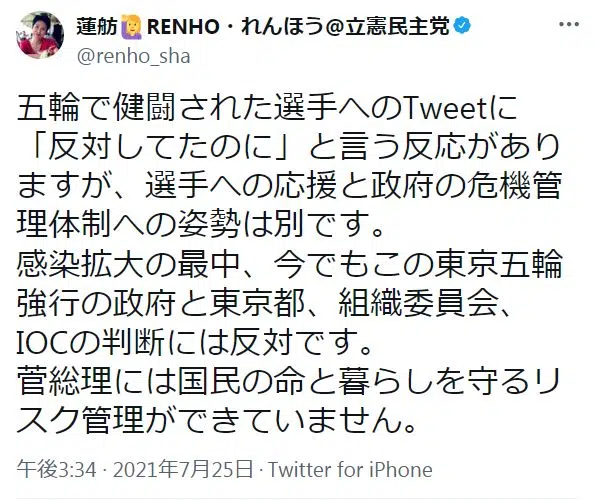 蓮舫🙋‍♀️RENHO・れんほう@立憲民主党
@renho_sha
五輪で健闘された選手へのTweetに
「反対してたのに」と言う反応があり
ますが、選手への応援と政府の危機管
理体制への姿勢は別です。
感染拡大の最中、今でもこの東京五輪
強行の政府と東京都、組織委員会、
IOCの判断には反対です。
菅総理には国民の命と暮らしを守るリ
スク管理ができていません。
午後3:34 · 2021年7月25日 · Twitter for iPhone